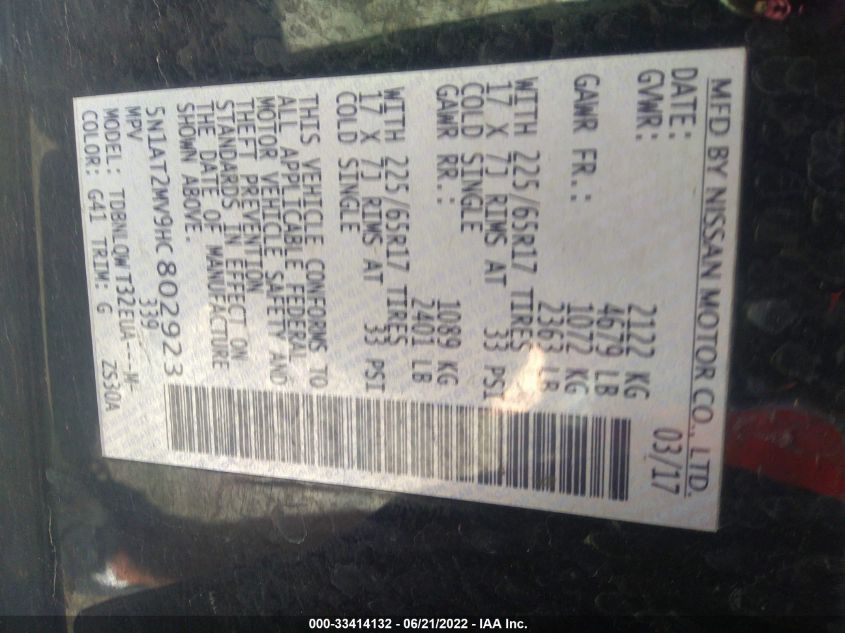 MFD BY NISSAN MOTOR CO., LTD.
DATE: 03/17
GVWR: 2122 KG
4679 LB
GAWR FR.: 1072 KG
2363 LB
WITH 225/65R17 TIRES
17 X 7J RIMS AT 33 PSI
COLD SINGLE
GAWR RR.: 1089 KG
2401 LB
WITH 225/65R17 TIRES
17 X 7J RIMS AT 33 PSI
COLD SINGLE
THIS VEHICLE CONFORMS TO
ALL APPLICABLE FEDERAL
MOTOR VEHICLE SAFETY AND
THEFT PREVENTION
STANDARDS IN EFFECT ON
THE DATE OF MANUFACTURE
SHOWN ABOVE.
5N1AT2MV9HC802923
MPV 339
MODEL: TDBNLQWT32EUA---M-
COLOR: G41 TRIM: G ZS30A
000-33414132 - 06/21/2022 - IAA Inc.